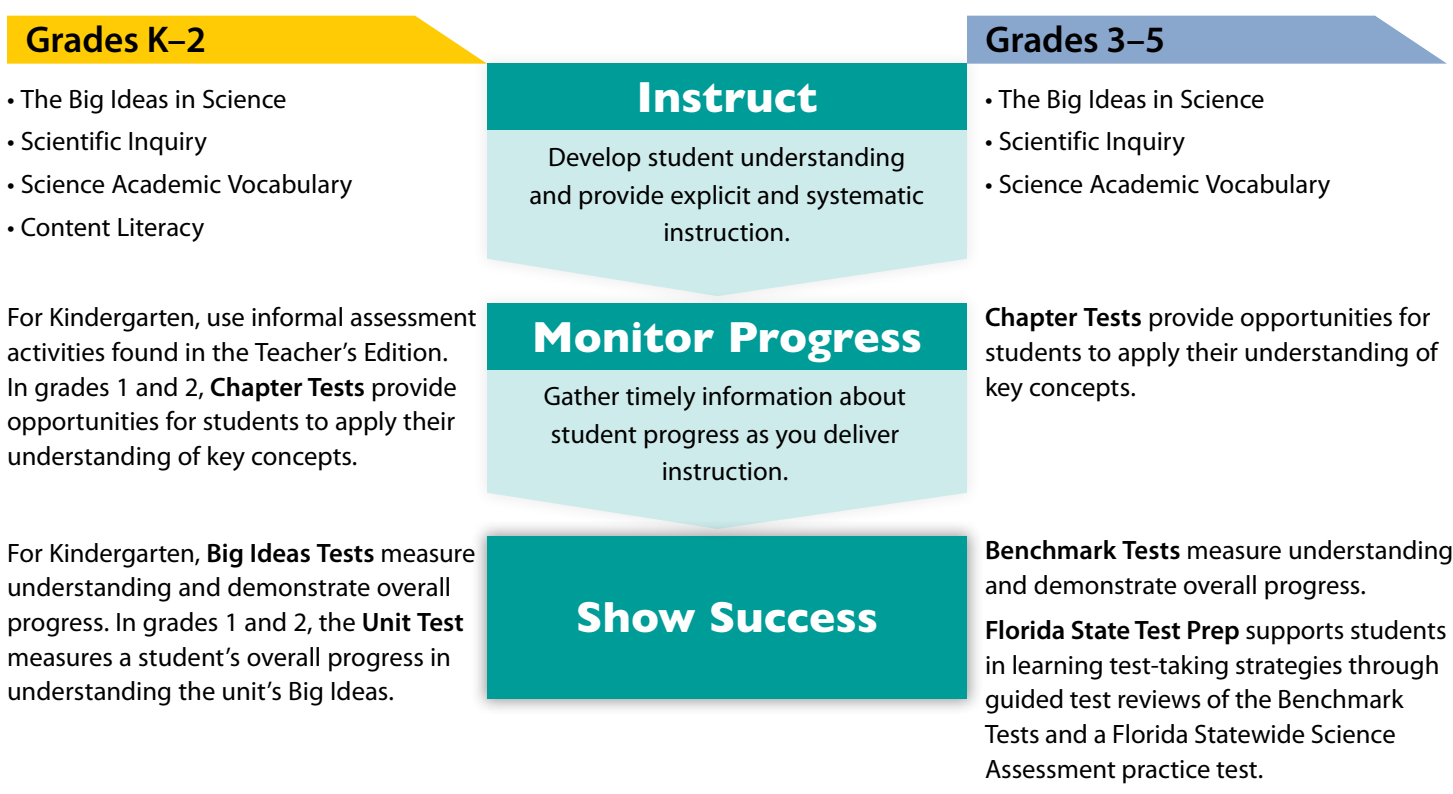 Grades K–2
• The Big Ideas in Science
• Scientific Inquiry
• Science Academic Vocabulary
• Content Literacy
Instruct
Develop student understanding
and provide explicit and systematic
instruction.
Grades 3–5
• The Big Ideas in Science
• Scientific Inquiry
• Science Academic Vocabulary
For Kindergarten, use informal assessment
activities found in the Teacher’s Edition.
In grades 1 and 2, Chapter Tests provide
opportunities for students to apply their
understanding of key concepts.
Monitor Progress
Gather timely information about
student progress as you deliver
instruction.
Chapter Tests provide opportunities for
students to apply their understanding of
key concepts.
For Kindergarten, Big Ideas Tests measure
understanding and demonstrate overall
progress. In grades 1 and 2, the Unit Test
measures a student’s overall progress in
understanding the unit’s Big Ideas.
Show Success
Benchmark Tests measure understanding
and demonstrate overall progress.
Florida State Test Prep supports students
in learning test-taking strategies through
guided test reviews of the Benchmark
Tests and a Florida Statewide Science
Assessment practice test.